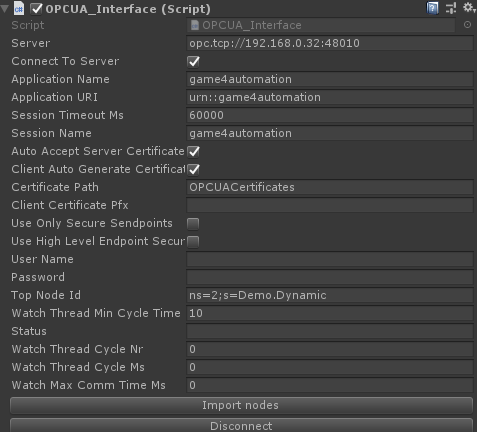 OPCUA_Interface (Script)
Script OPCUA_Interface
Server opc.tcp://192.168.0.32:48010
Connect To Server
Application Name game4automation
Application URI urn::game4automation
Session Timeout Ms 60000
Session Name game4automation
Auto Accept Server Certificate
Client Auto Generate Certificat
Certificate Path OPCUACertificates
Client Certificate Pfx
Use Only Secure Sendpoints
Use High Level Endpoint Secur
User Name
Password
Top Node Id ns=2;s=Demo.Dynamic
Watch Thread Min Cycle Time 10
Status
Watch Thread Cycle Nr 0
Watch Thread Cycle Ms 0
Watch Max Comm Time Ms 0
Import nodes
Disconnect